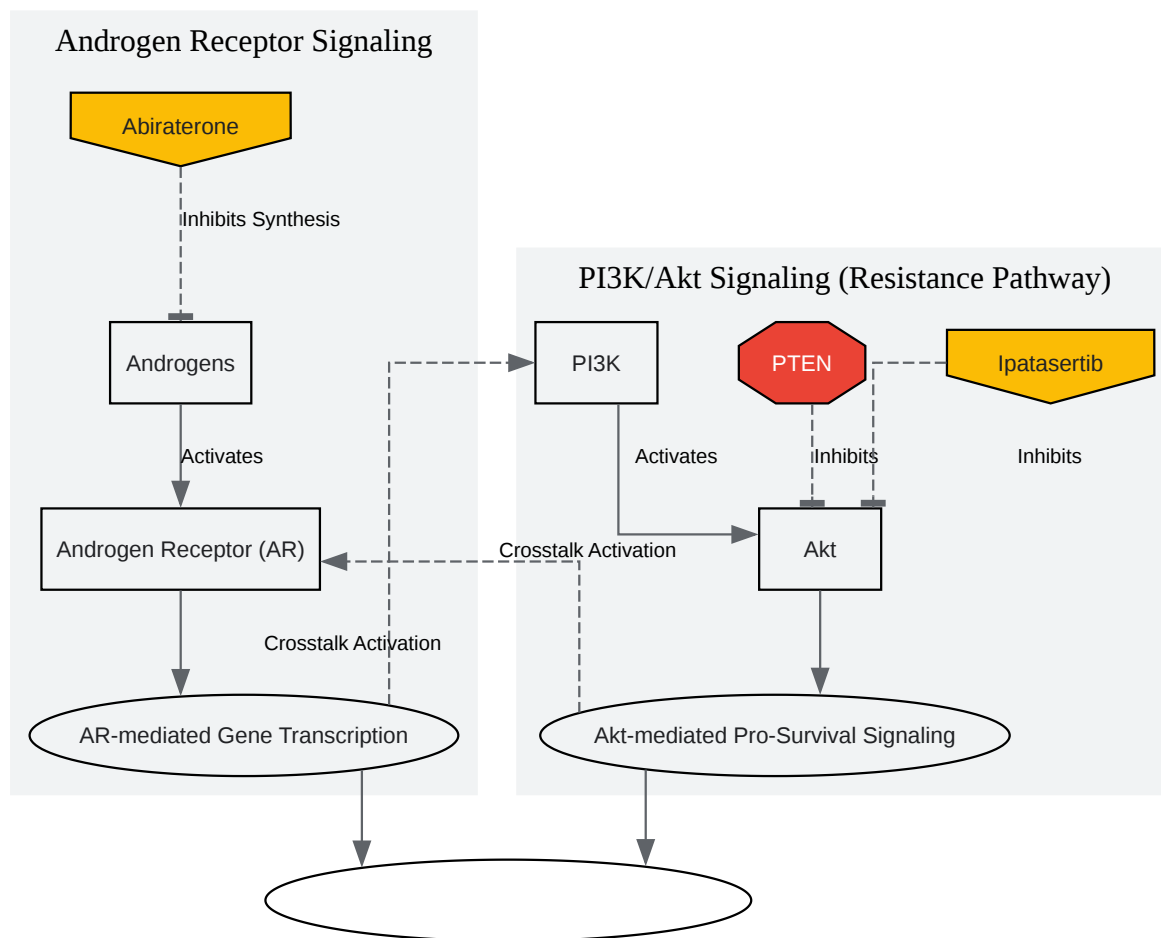 Androgen Receptor Signaling
Abiraterone
Inhibits Synthesis
Androgens
Activates
Androgen Receptor (AR)
Crosstalk Activation
AR-mediated Gene Transcription
PI3K/Akt Signaling (Resistance Pathway)
PI3K
PTEN
Ipatasertib
Activates
Inhibits
Inhibits
Akt
Crosstalk Activation
Akt-mediated Pro-Survival Signaling